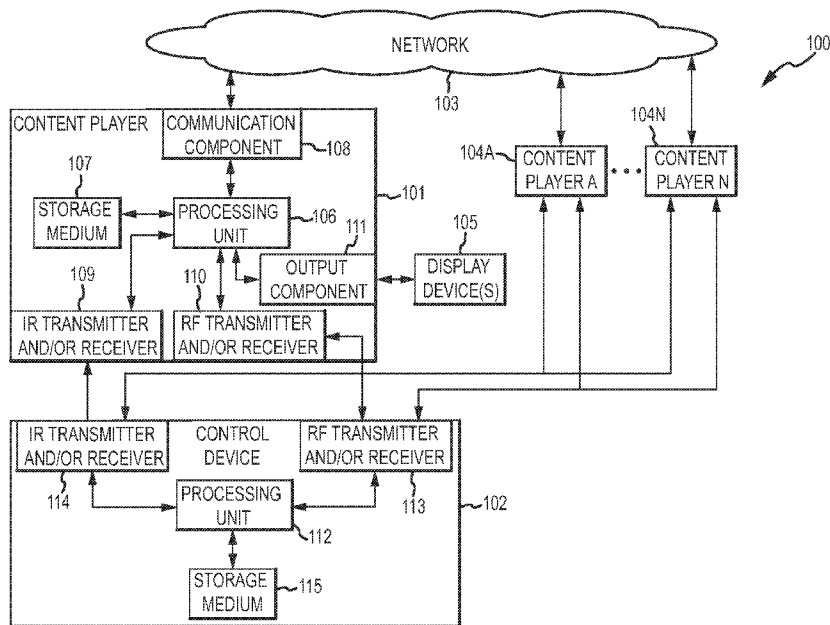 NETWORK
100
103
CONTENT PLAYER
COMMUNICATION
COMPONENT
108
104A
CONTENT
PLAYER A
104N
CONTENT
PLAYER N
107
STORAGE
MEDIUM
PROCESSING
UNIT
106
101
111
OUTPUT
COMPONENT
105
DISPLAY
DEVICE(S)
109
IR TRANSMITTER
AND/OR RECEIVER
110
RF TRANSMITTER
AND/OR RECEIVER
IR TRANSMITTER
AND/OR RECEIVER
114
CONTROL
DEVICE
RF TRANSMITTER
AND/OR RECEIVER
113
PROCESSING
UNIT
112
102
STORAGE
MEDIUM
115